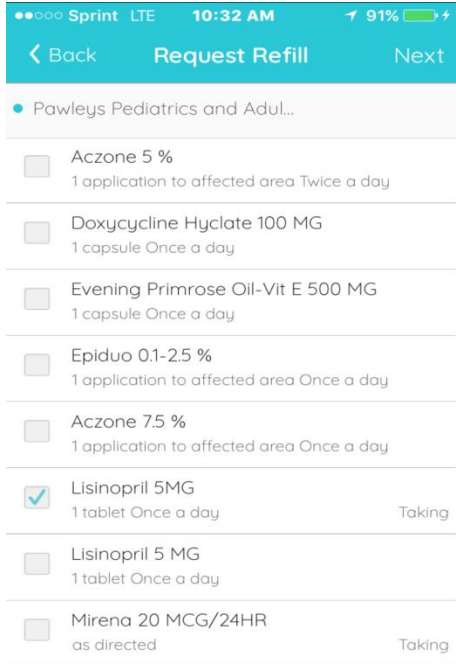 Sprint LTE 10:32 AM 91%
Back Request Refill Next
Pawleys Pediatrics and Adul...
Aczone 5 %
1 application to affected area Twice a day
Doxycycline Hyclate 100 MG
1 capsule Once a day
Evening Primrose Oil-Vit E 500 MG
1 capsule Once a day
Epiduo 0.1-2.5 %
1 application to affected area Once a day
Aczone 7.5 %
1 application to affected area Once a day
Lisinopril 5MG
1 tablet Once a day Taking
Lisinopril 5 MG
1 tablet Once a day
Mirena 20 MCG/24HR
as directed Taking